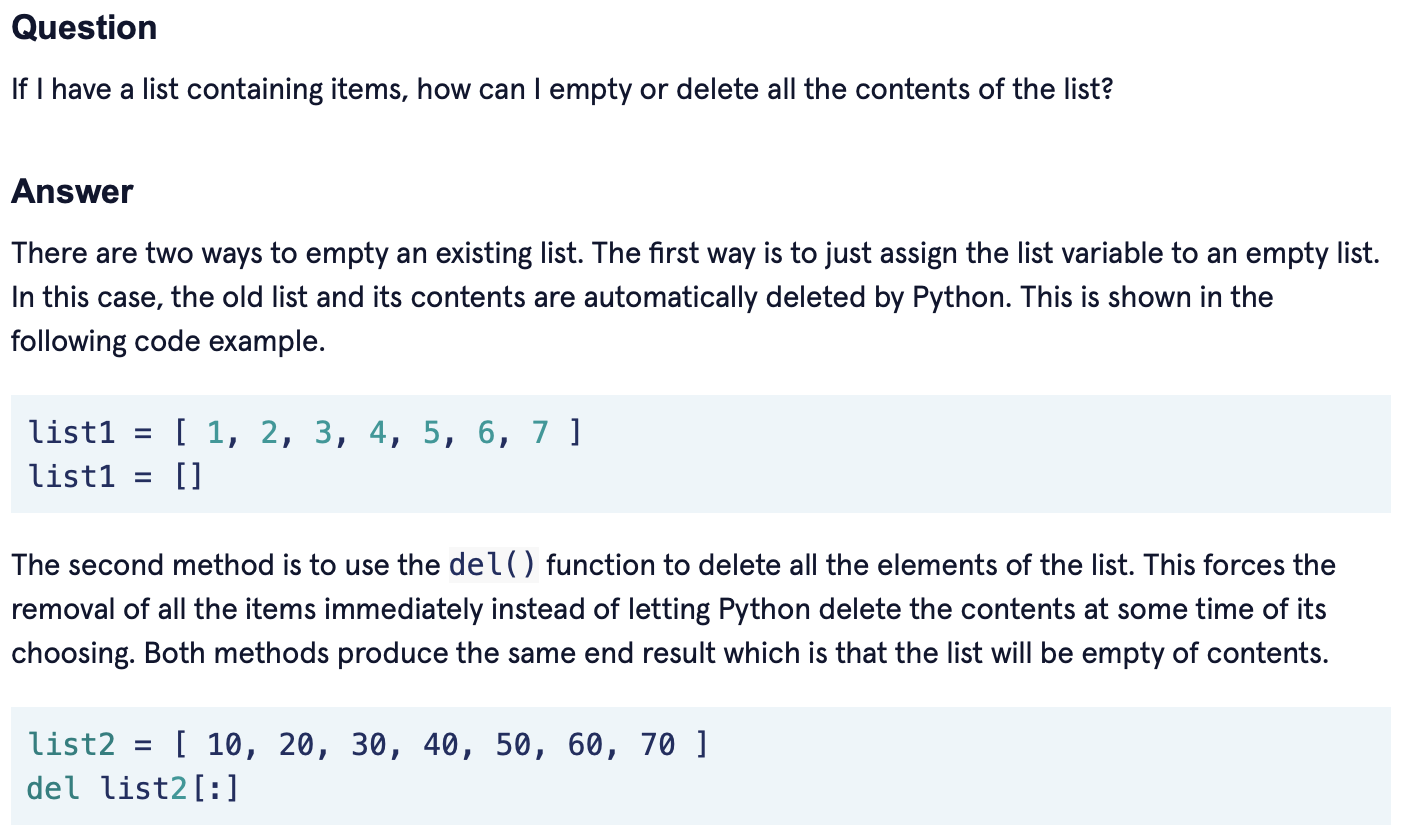 Question
If I have a list containing items, how can I empty or delete all the contents of the list?
Answer
There are two ways to empty an existing list. The first way is to just assign the list variable to an empty list.
In this case, the old list and its contents are automatically deleted by Python. This is shown in the
following code example.
list1 = [ 1, 2, 3, 4, 5, 6, 7 ]
list1 = []
The second method is to use the del() function to delete all the elements of the list. This forces the
removal of all the items immediately instead of letting Python delete the contents at some time of its
choosing. Both methods produce the same end result which is that the list will be empty of contents.
list2 = [ 10, 20, 30, 40, 50, 60, 70 ]
del list2[:]